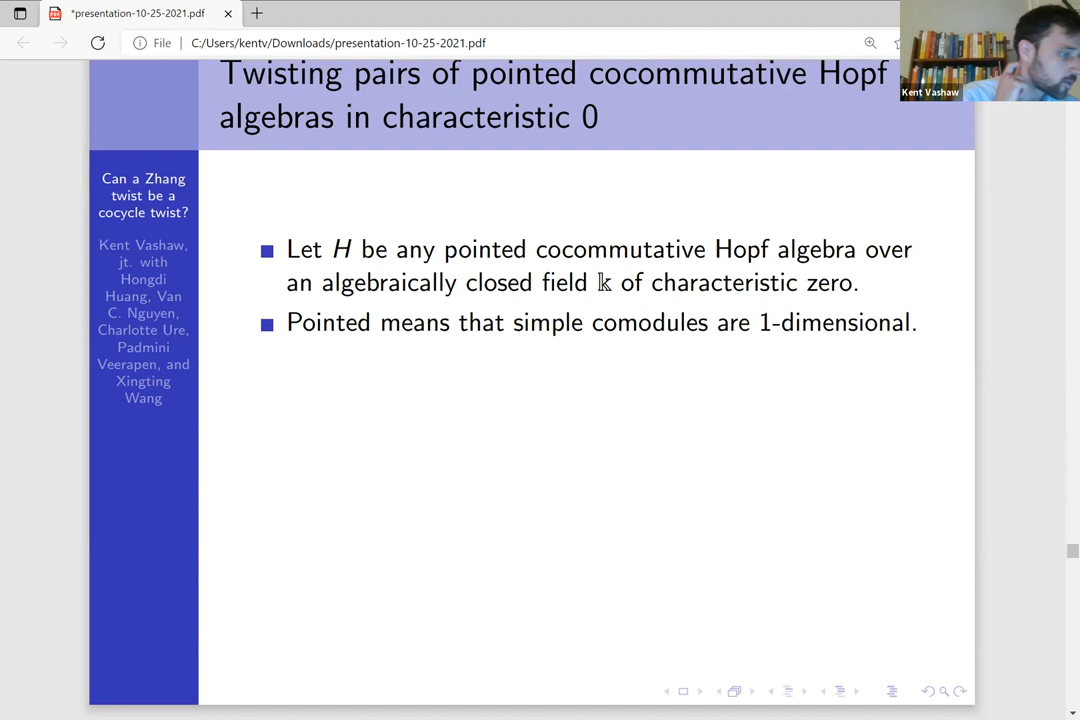 *presentation-10-25-2021.pdf
File
C:/Users/kentv/Downloads/presentation-10-25-2021.pdf
Kent Vashaw
Twisting pairs of pointed cocommutative Hopf
algebras in characteristic 0
Can a Zhang
twist be a
cocycle twist?
Kent Vashaw,
jt. with
Hongdi
Huang, Van
C. Nguyen,
Charlotte Ure,
Padmini
Veerapen, and
Xingting
Wang
Let H be any pointed cocommutative Hopf algebra over
an algebraically closed field 𝕜 of characteristic zero.
Pointed means that simple comodules are 1-dimensional.